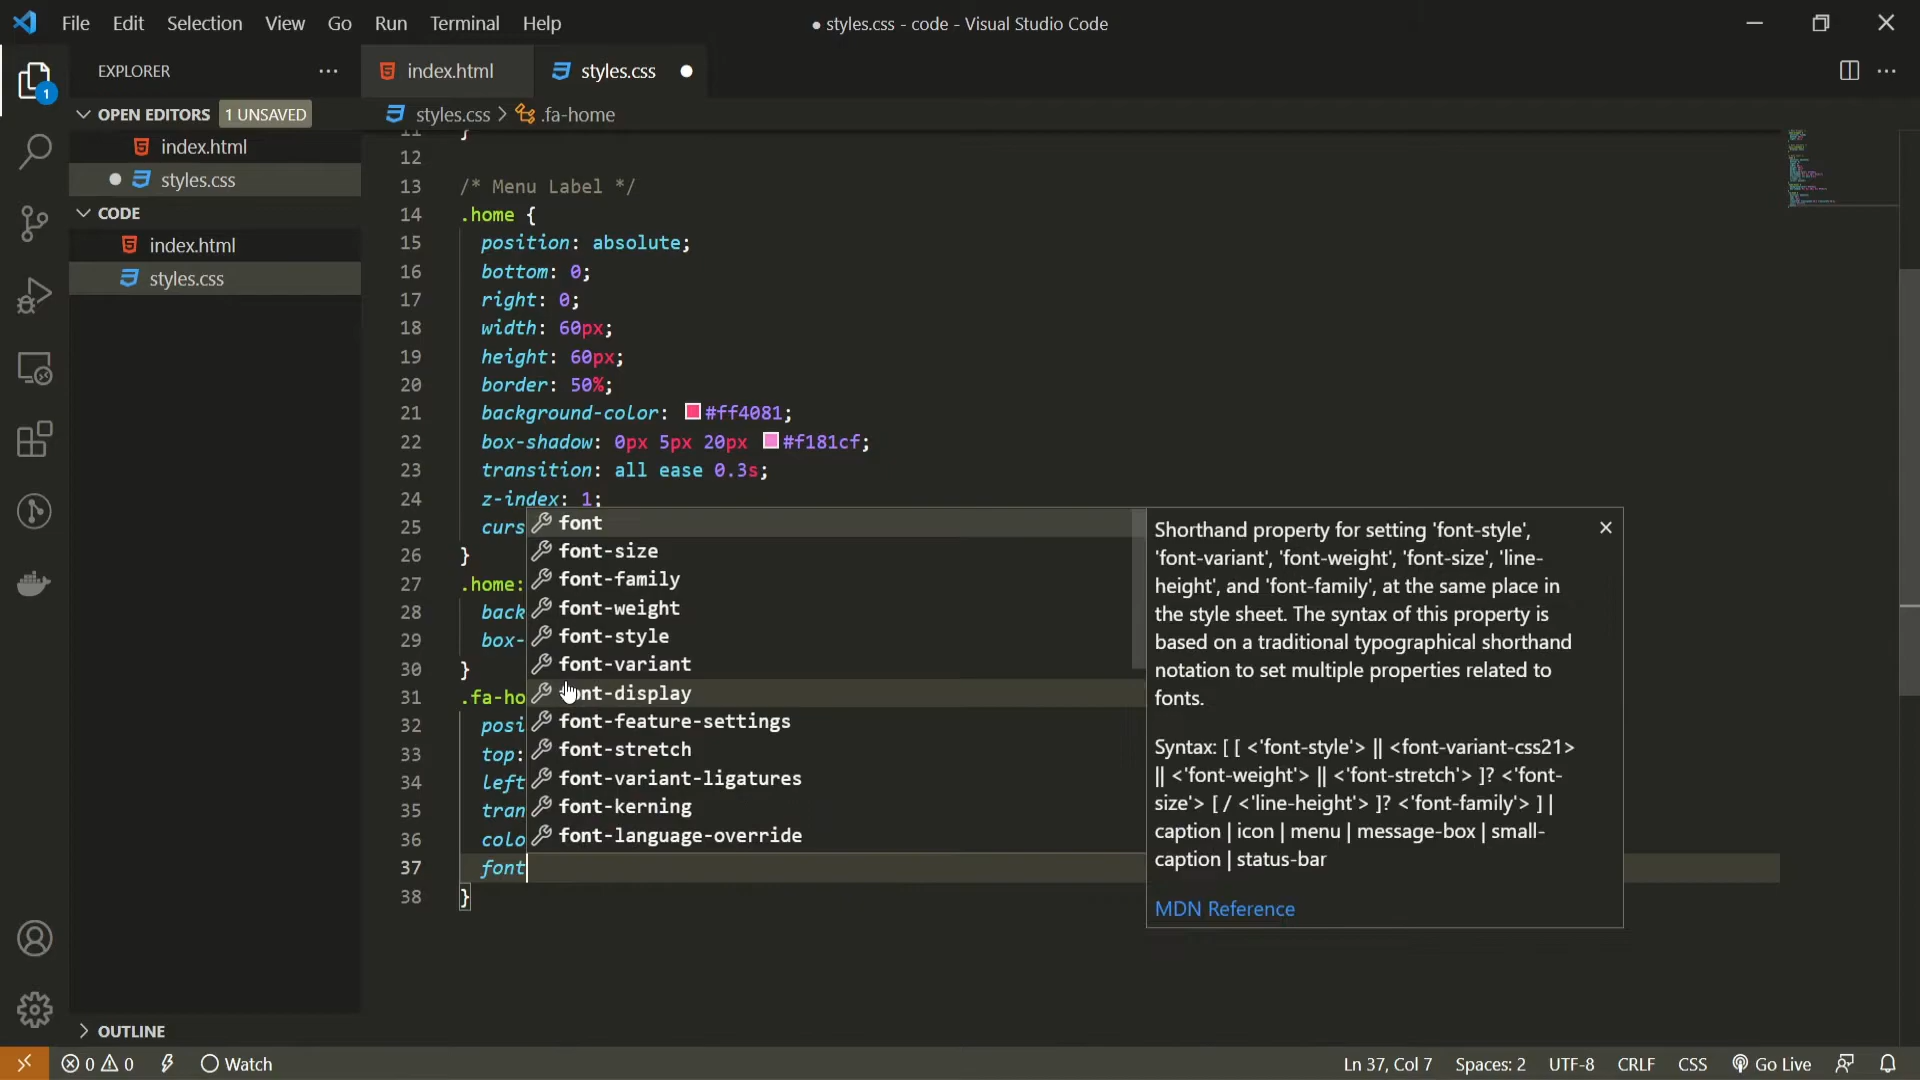 File Edit Selection View Go Run Terminal Help
● styles.css - code - Visual Studio Code
EXPLORER
index.html
styles.css
OPEN EDITORS 1 UNSAVED
index.html
styles.css
CODE
index.html
styles.css
OUTLINE
1
styles.css > .fa-home
11 }
12
13 /* Menu Label */
14 .home {
15 position: absolute;
16 bottom: 0;
17 right: 0;
18 width: 60px;
19 height: 60px;
20 border: 50%;
21 background-color: #ff4081;
22 box-shadow: 0px 5px 20px #f181cf;
23 transition: all ease 0.3s;
24 z-index: 1;
25 curs
26 }
27 .home:
28 back
29 box-
30 }
31 .fa-ho
32 posi
33 top:
34 left
35 tran
36 colo
37 font
38 }
font
font-size
font-family
font-weight
font-style
font-variant
font-display
font-feature-settings
font-stretch
font-variant-ligatures
font-kerning
font-language-override
Shorthand property for setting 'font-style',
'font-variant', 'font-weight', 'font-size', 'line-
height', and 'font-family', at the same place in
the style sheet. The syntax of this property is
based on a traditional typographical shorthand
notation to set multiple properties related to
fonts.
Syntax: [ [ <'font-style'> || <font-variant-css21>
|| <'font-weight'> || <'font-stretch'> ]? <'font-
size'> [ / <'line-height'> ]? <'font-family'> ] |
caption | icon | menu | message-box | small-
caption | status-bar
MDN Reference
0 0 Watch
Ln 37, Col 7 Spaces: 2 UTF-8 CRLF CSS Go Live